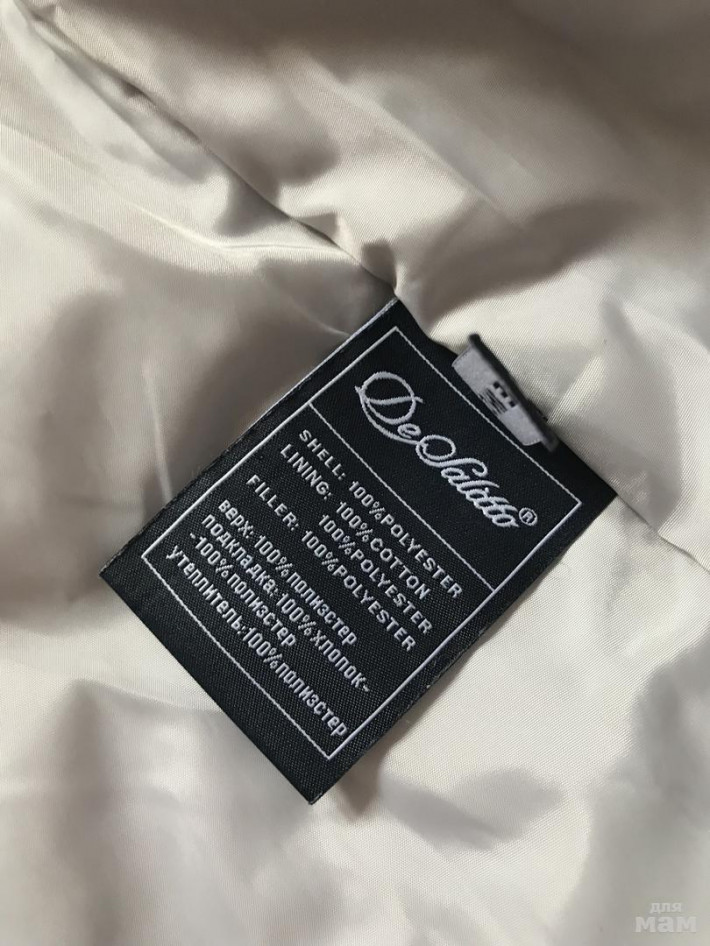 De Salotto®
SHELL: 100%POLYESTER
LINING: 100%COTTON
100%POLYESTER
FILLER: 100%POLYESTER
верх: 100%полиэстер
подкладка: 100% хлопок-
-100%полиэстер
утеплитель:100%полиэстер
для
мам